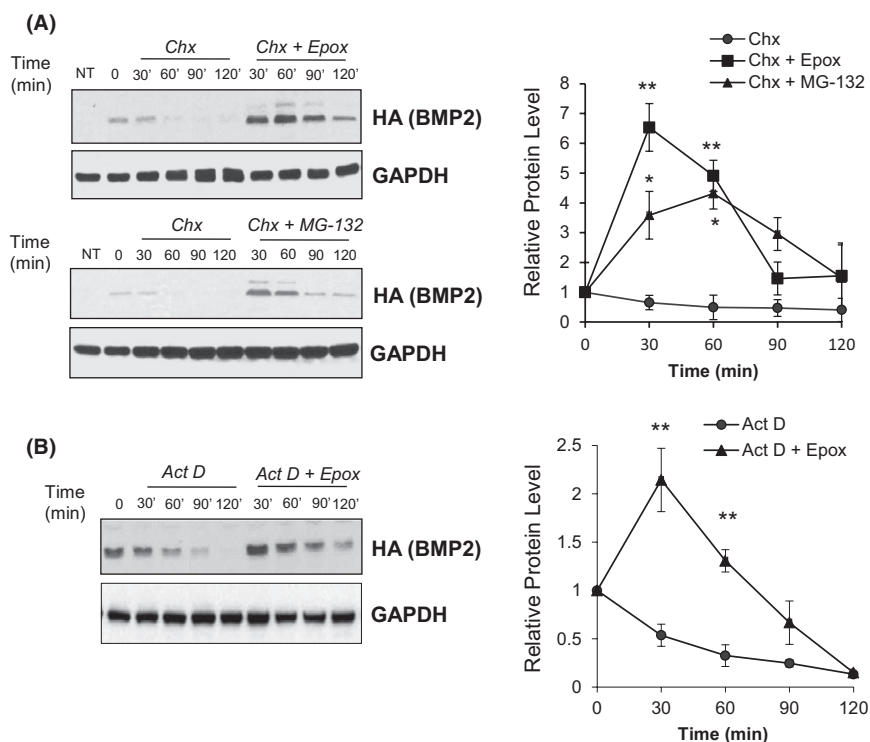 (A)
Chx
Chx + Epox
Time
(min)
NT 0 30' 60' 90' 120' 30' 60' 90' 120'
HA (BMP2)
GAPDH
Chx
Chx + MG-132
Time
(min)
NT 0 30 60 90 120 30 60 90 120
HA (BMP2)
GAPDH
Chx
Chx + Epox
Chx + MG-132
Relative Protein Level
8
7
6
5
4
3
2
1
0
**
**
*
*
0 30 60 90 120
Time (min)
(B)
Act D
Act D + Epox
Time
(min)
0 30' 60' 90' 120' 30' 60' 90' 120'
HA (BMP2)
GAPDH
Act D
Act D + Epox
Relative Protein Level
2.5
2
1.5
1
0.5
0
**
**
0 30 60 90 120
Time (min)